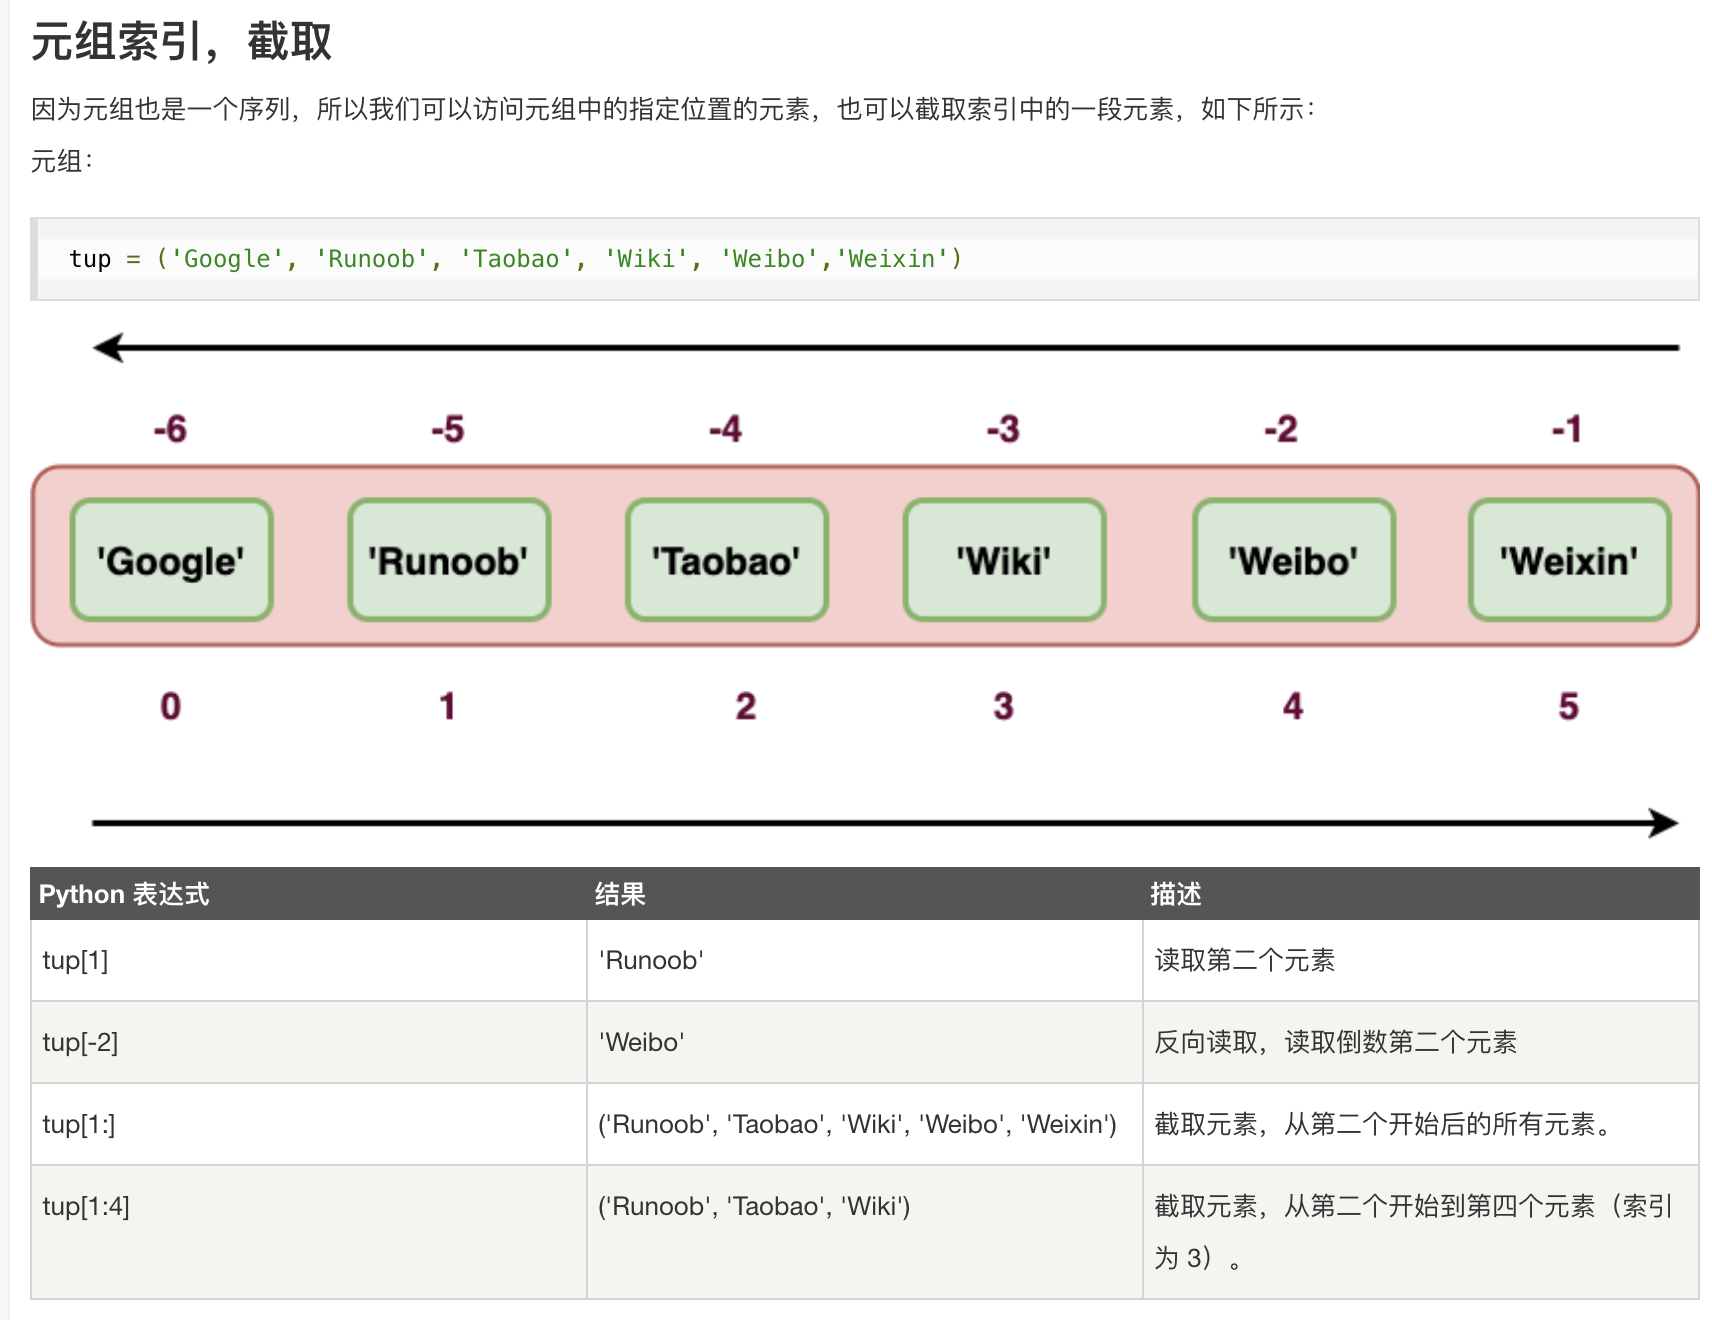 元组索引，截取
因为元组也是一个序列，所以我们可以访问元组中的指定位置的元素，也可以截取索引中的一段元素，如下所示：
元组：
tup = ('Google', 'Runoob', 'Taobao', 'Wiki', 'Weibo','Weixin')
-6 -5 -4 -3 -2 -1
'Google' 'Runoob' 'Taobao' 'Wiki' 'Weibo' 'Weixin'
0 1 2 3 4 5
Python 表达式 结果 描述
tup[1] 'Runoob' 读取第二个元素
tup[-2] 'Weibo' 反向读取，读取倒数第二个元素
tup[1:] ('Runoob', 'Taobao', 'Wiki', 'Weibo', 'Weixin') 截取元素，从第二个开始后的所有元素。
tup[1:4] ('Runoob', 'Taobao', 'Wiki') 截取元素，从第二个开始到第四个元素（索引
为 3）。